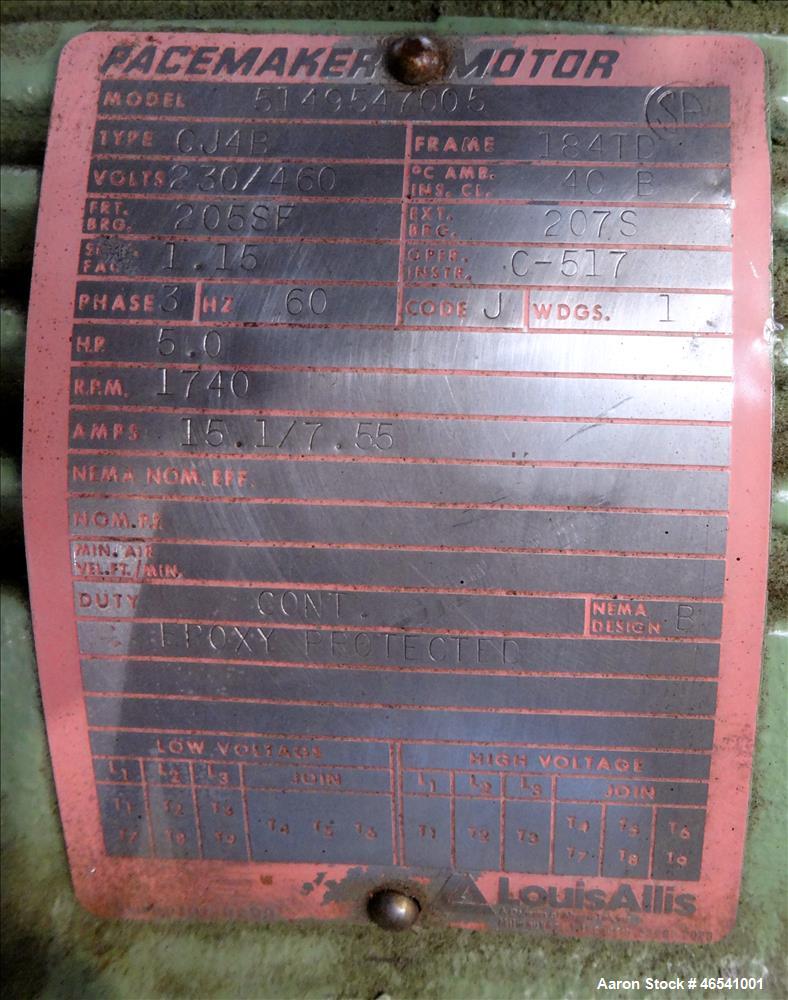 PACEMAKER MOTOR
MODEL 5149547005
TYPE CJ4B FRAME 184TD
VOLTS 230/460 °C AMB. INS. CL. 40 B
FRT. BRG. 205SF EXT. BRG. 207S
FAC 1.15 OPER. INSTR. C-517
PHASE 3 HZ 60 CODE J WDGS. 1
H.P. 5.0
R.P.M. 1740
AMPS 15.1/7.55
NEMA NOM. EFF.
NOM. P.F.
MIN. AIR VEL.FT./MIN.
DUTY CONT. NEMA DESIGN B
EPOXY PROTECTED
LOW VOLTAGE HIGH VOLTAGE
L1 L2 L3 JOIN L1 L2 L3 JOIN
T1 T2 T3 T4 T5 T6 T1 T2 T3 T4 T5 T6
T7 T8 T9 T7 T8 T9
LouisAllis
Aaron Stock # 46541001